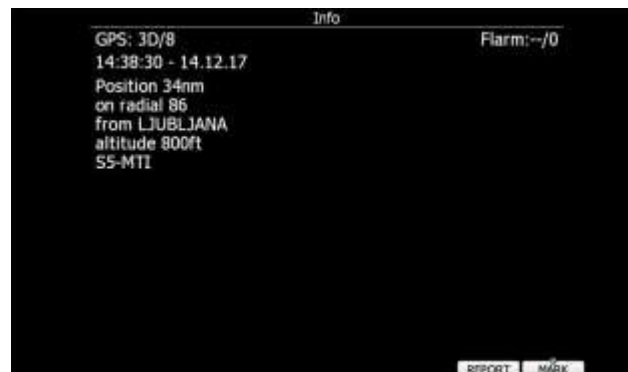 Info
GPS: 3D/8 Flarm:--/0
14:38:30 - 14.12.17
Position 34nm
on radial 86
from LJUBLJANA
altitude 800ft
S5-MTI
REPORT MARK